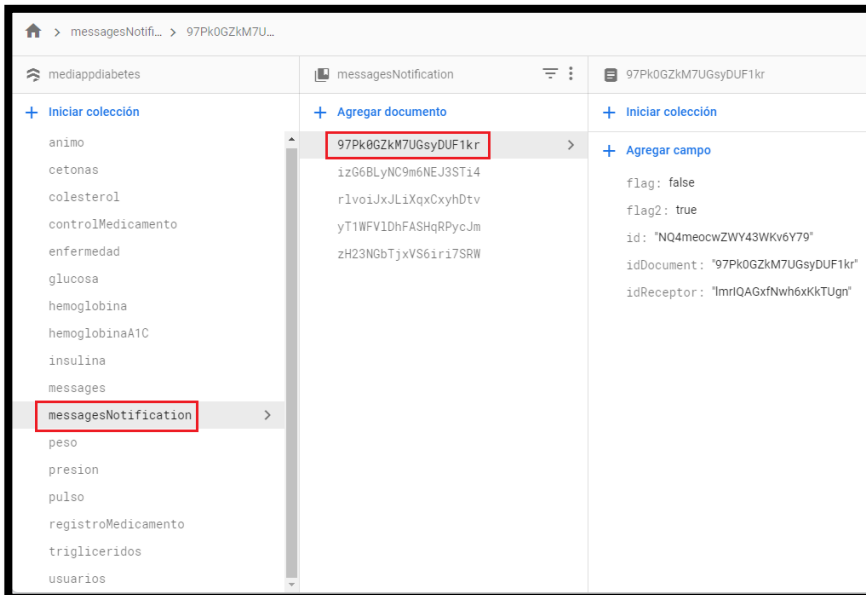 messagesNotifi... > 97Pk0GZkM7U...
mediappdiabetes
Iniciar colección
animo
cetonas
colesterol
controlMedicamento
enfermedad
glucosa
hemoglobina
hemoglobinaA1C
insulina
messages
messagesNotification
peso
presion
pulso
registroMedicamento
trigliceridos
usuarios
messagesNotification
Agregar documento
97Pk0GZkM7UGsyDUF1kr
izG6BLyNC9m6NEJ3STi4
rlvoiJxJLiXqxCxyhDtv
yT1WFVlDhFASHqRPycJm
zH23NGbTjxVS6iri7SRW
97Pk0GZkM7UGsyDUF1kr
Iniciar colección
Agregar campo
flag: false
flag2: true
id: "NQ4meocwZWY43WKv6Y79"
idDocument: "97Pk0GZkM7UGsyDUF1kr"
idReceptor: "lmrIQAGxfNwh6xKkTUgn"